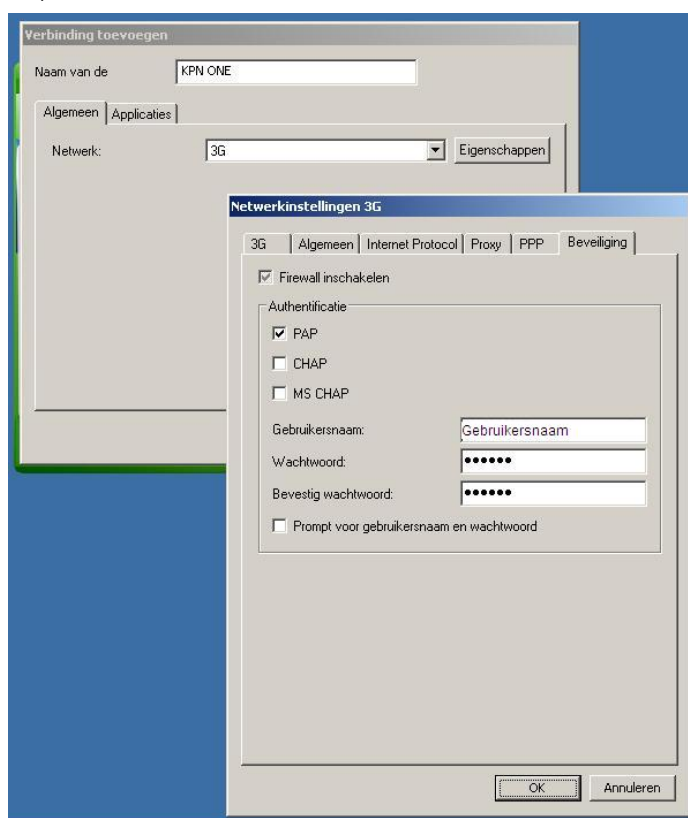 Verbinding toevoegen
Naam van de KPN ONE
Algemeen Applicaties
Netwerk: 3G Eigenschappen
Netwerkinstellingen 3G
3G Algemeen Internet Protocol Proxy PPP Beveiliging
Firewall inschakelen
Authentificatie
PAP
CHAP
MS CHAP
Gebruikersnaam: Gebruikersnaam
Wachtwoord: ••••••
Bevestig wachtwoord: ••••••
Prompt voor gebruikersnaam en wachtwoord
OK Annuleren